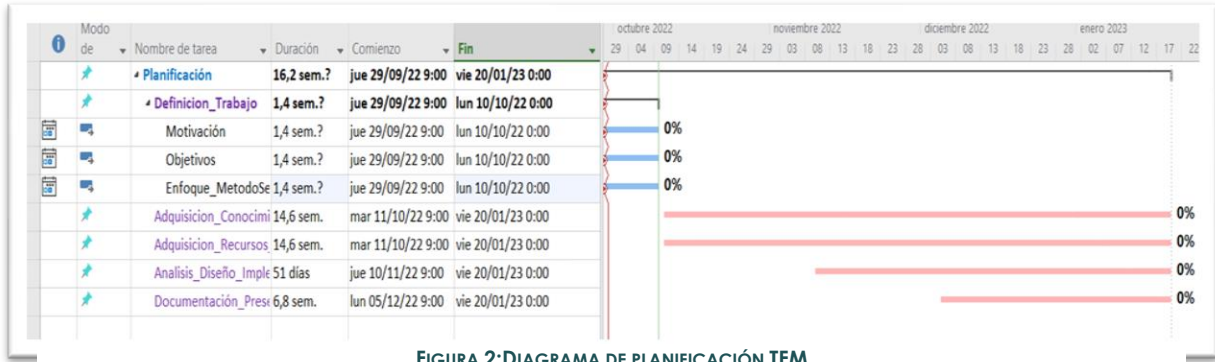 Modo de Nombre de tarea Duración Comienzo Fin
octubre 2022 noviembre 2022 diciembre 2022 enero 2023
29 04 09 14 19 24 29 03 08 13 18 23 28 03 08 13 18 23 28 02 07 12 17 22
Planificación 16,2 sem.? jue 29/09/22 9:00 vie 20/01/23 0:00
Definicion_Trabajo 1,4 sem.? jue 29/09/22 9:00 lun 10/10/22 0:00
Motivación 1,4 sem.? jue 29/09/22 9:00 lun 10/10/22 0:00 0%
Objetivos 1,4 sem.? jue 29/09/22 9:00 lun 10/10/22 0:00 0%
Enfoque_MetodoSe 1,4 sem.? jue 29/09/22 9:00 lun 10/10/22 0:00 0%
Adquisicion_Conocimi 14,6 sem. mar 11/10/22 9:00 vie 20/01/23 0:00 0%
Adquisicion_Recursos_ 14,6 sem. mar 11/10/22 9:00 vie 20/01/23 0:00 0%
Analisis_Diseño_Imple 51 días jue 10/11/22 9:00 vie 20/01/23 0:00 0%
Documentación_Prese 6,8 sem. lun 05/12/22 9:00 vie 20/01/23 0:00 0%
FIGURA 2:DIAGRAMA DE PLANIFICACIÓN